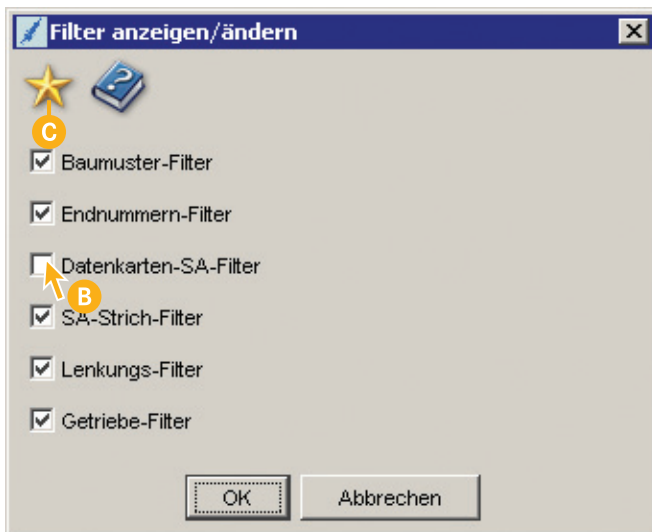 Filter anzeigen/ändern
C
Baumuster-Filter
Endnummern-Filter
Datenkarten-SA-Filter
B
SA-Strich-Filter
Lenkungs-Filter
Getriebe-Filter
OK Abbrechen